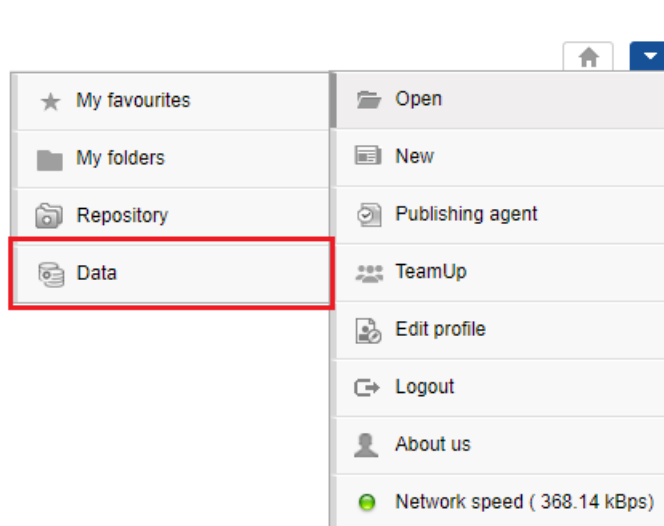 My favourites
My folders
Repository
Data
Open
New
Publishing agent
TeamUp
Edit profile
Logout
About us
Network speed ( 368.14 kBps)